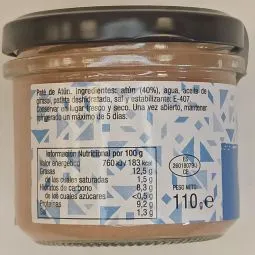 Paté de Atún. Ingredientes: atún (40%), agua, aceite de
girasol, patata deshidratada, sal y estabilizante: E-407.
Conservar en lugar fresco y seco. Una vez abierto, mantener
refrigerado un máximo de 5 días.
Información Nutricional por 100 g
Valor energético 760 kJ / 183 kcal
Grasas 12,5 g
de las cuales saturadas 1,5 g
Hidratos de carbono 8,3 g
de los cuales azúcares <0,5 g
Proteínas 9,2 g
Sal 1,3 g
ES
CE
PESO NETO
110 g e